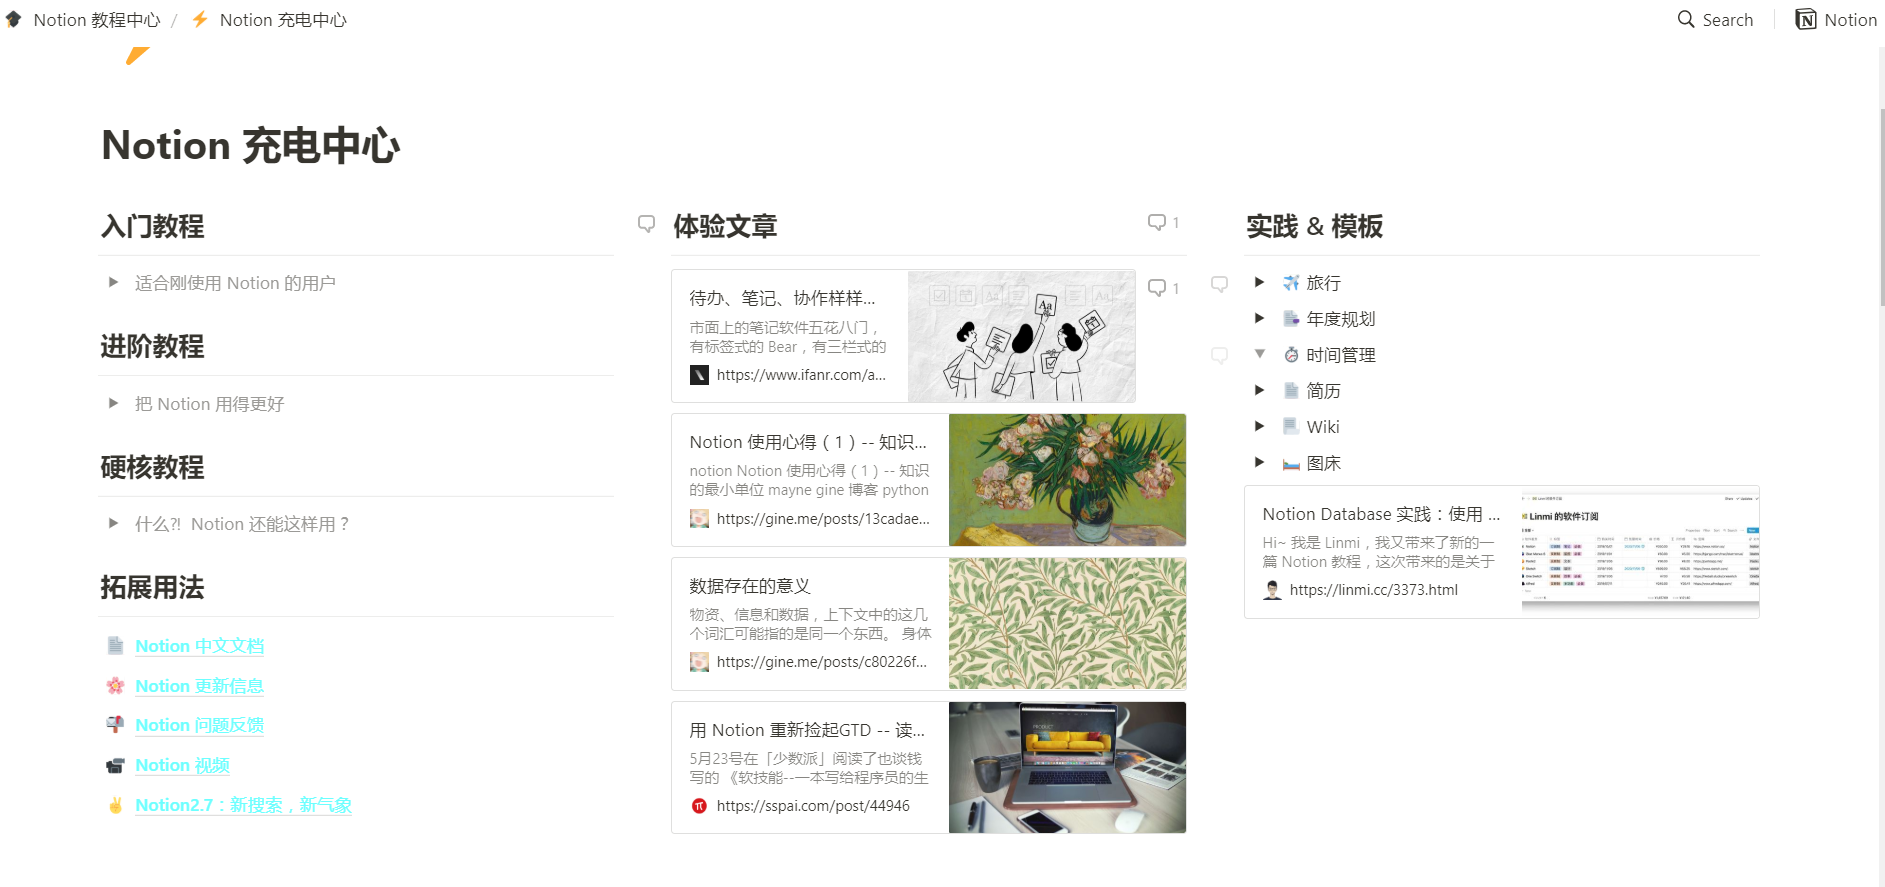 Notion 教程中心 / Notion 充电中心
Search
Notion
Notion 充电中心
入门教程
适合刚使用 Notion 的用户
进阶教程
把 Notion 用得更好
硬核教程
什么?! Notion 还能这样用？
拓展用法
Notion 中文文档
Notion 更新信息
Notion 问题反馈
Notion 视频
Notion2.7：新搜索，新气象
体验文章
1
待办、笔记、协作样样...
市面上的笔记软件五花八门，
有标签式的 Bear，有三栏式的
https://www.ifanr.com/a...
Aa
1
Notion 使用心得（1）-- 知识...
notion Notion 使用心得（1）-- 知识
的最小单位 mayne gine 博客 python
https://gine.me/posts/13cadae...
数据存在的意义
物资、信息和数据，上下文中的这几
个词汇可能指的是同一个东西。 身体
https://gine.me/posts/c80226f...
用 Notion 重新捡起GTD -- 读...
5月23号在「少数派」阅读了也谈钱
写的 《软技能--一本写给程序员的生
https://sspai.com/post/44946
PRODUCT
实践 & 模板
旅行
年度规划
时间管理
简历
Wiki
图床
Notion Database 实践：使用 ...
Hi~ 我是 Linmi，我又带来了新的一
篇 Notion 教程，这次带来的是关于
https://linmi.cc/3373.html
Linmi 的软件订阅